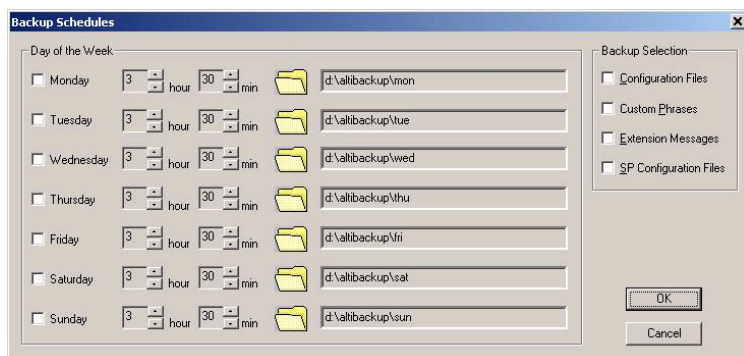 Backup Schedules
Day of the Week
Monday 3 hour 30 min d:\altibackup\mon
Tuesday 3 hour 30 min d:\altibackup\tue
Wednesday 3 hour 30 min d:\altibackup\wed
Thursday 3 hour 30 min d:\altibackup\thu
Friday 3 hour 30 min d:\altibackup\fri
Saturday 3 hour 30 min d:\altibackup\sat
Sunday 3 hour 30 min d:\altibackup\sun
Backup Selection
Configuration Files
Custom Phrases
Extension Messages
SP Configuration Files
OK
Cancel